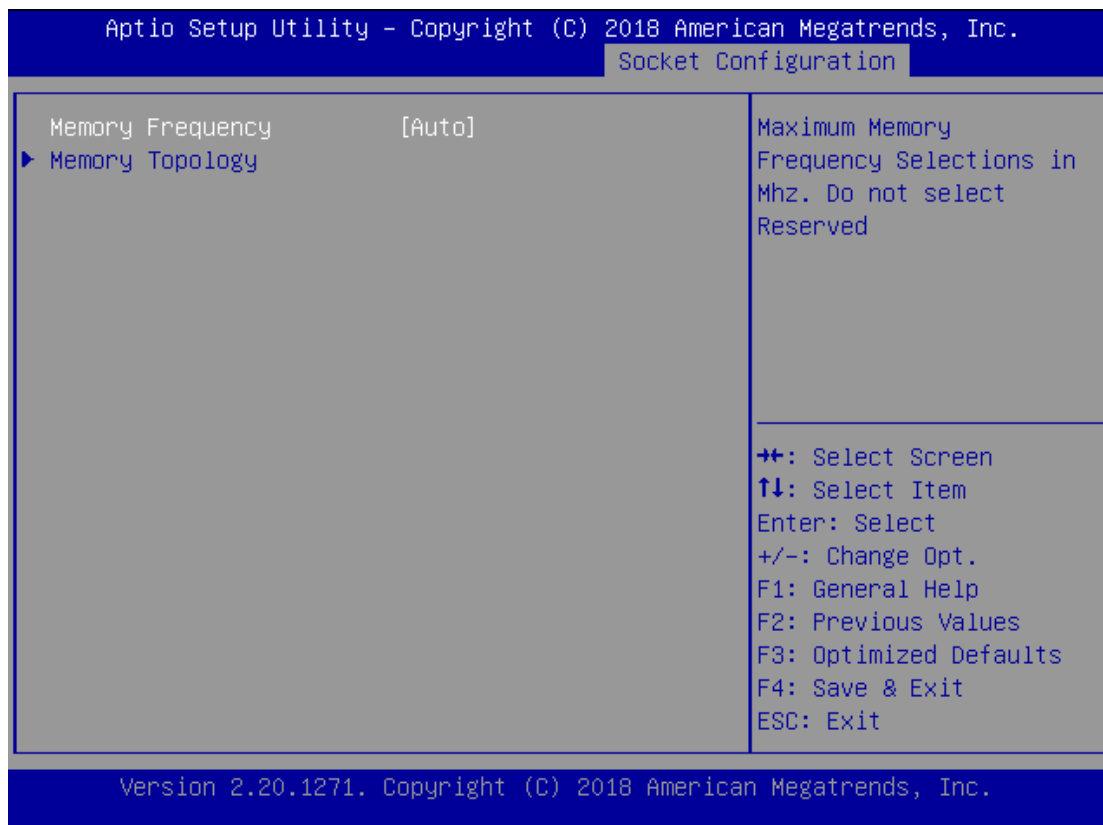 Aptio Setup Utility – Copyright (C) 2018 American Megatrends, Inc.
Socket Configuration
Memory Frequency [Auto]
▶ Memory Topology
Maximum Memory
Frequency Selections in
Mhz. Do not select
Reserved
→←: Select Screen
↑↓: Select Item
Enter: Select
+/-: Change Opt.
F1: General Help
F2: Previous Values
F3: Optimized Defaults
F4: Save & Exit
ESC: Exit
Version 2.20.1271. Copyright (C) 2018 American Megatrends, Inc.